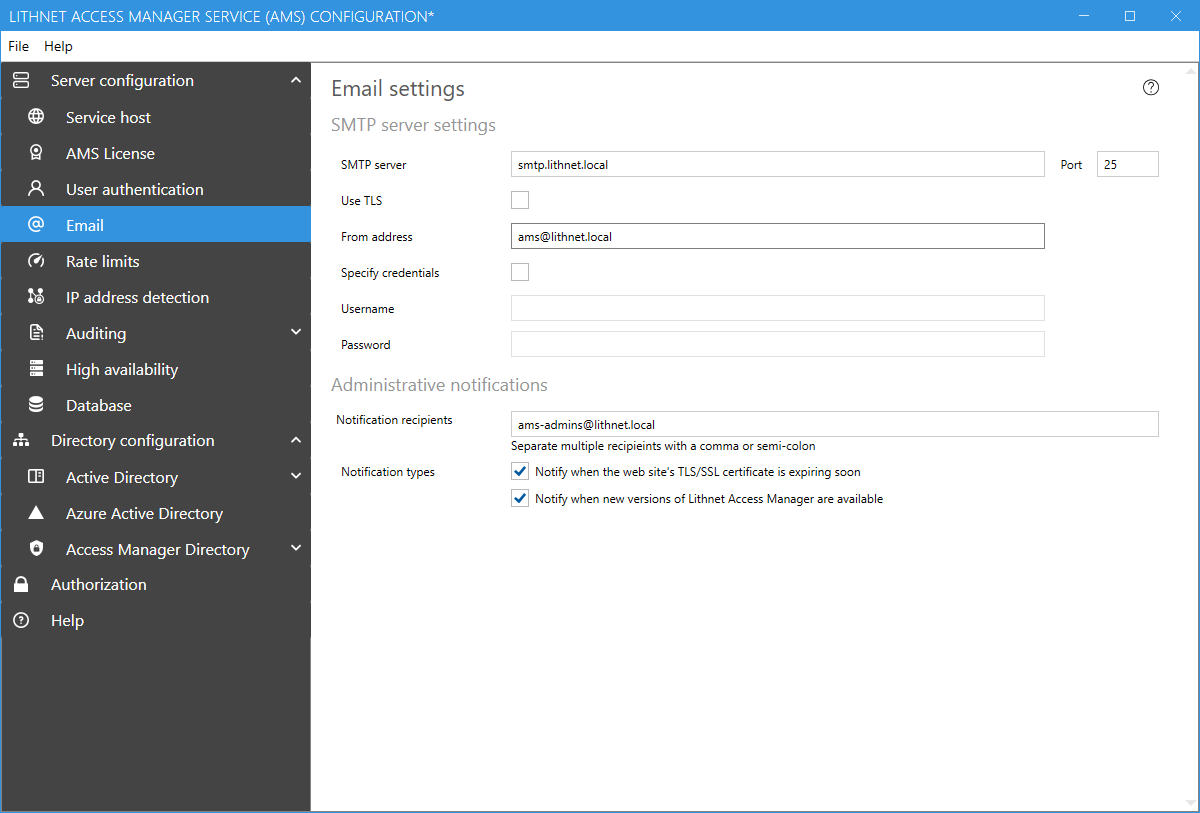 LITHNET ACCESS MANAGER SERVICE (AMS) CONFIGURATION*
File Help
Server configuration
Service host
AMS License
User authentication
Email
Rate limits
IP address detection
Auditing
High availability
Database
Directory configuration
Active Directory
Azure Active Directory
Access Manager Directory
Authorization
Help
Email settings
SMTP server settings
SMTP server smtp.lithnet.local Port 25
Use TLS
From address ams@lithnet.local
Specify credentials
Username
Password
Administrative notifications
Notification recipients ams-admins@lithnet.local
Separate multiple recipieints with a comma or semi-colon
Notification types Notify when the web site's TLS/SSL certificate is expiring soon
Notify when new versions of Lithnet Access Manager are available